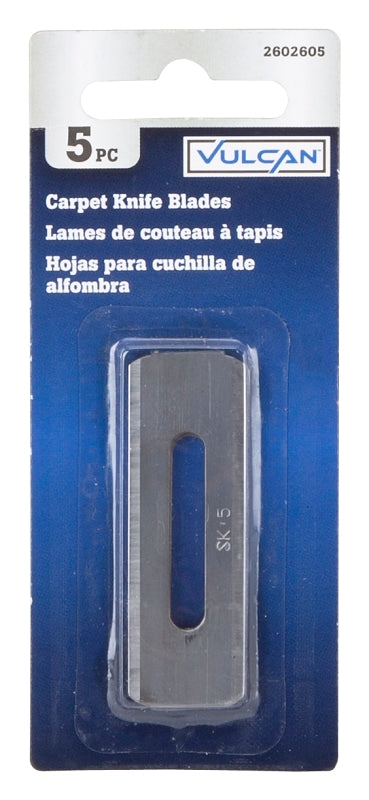 2602605
5 PC
VULCAN
Carpet Knife Blades
Lames de couteau à tapis
Hojas para cuchilla de
alfombra
SK·5